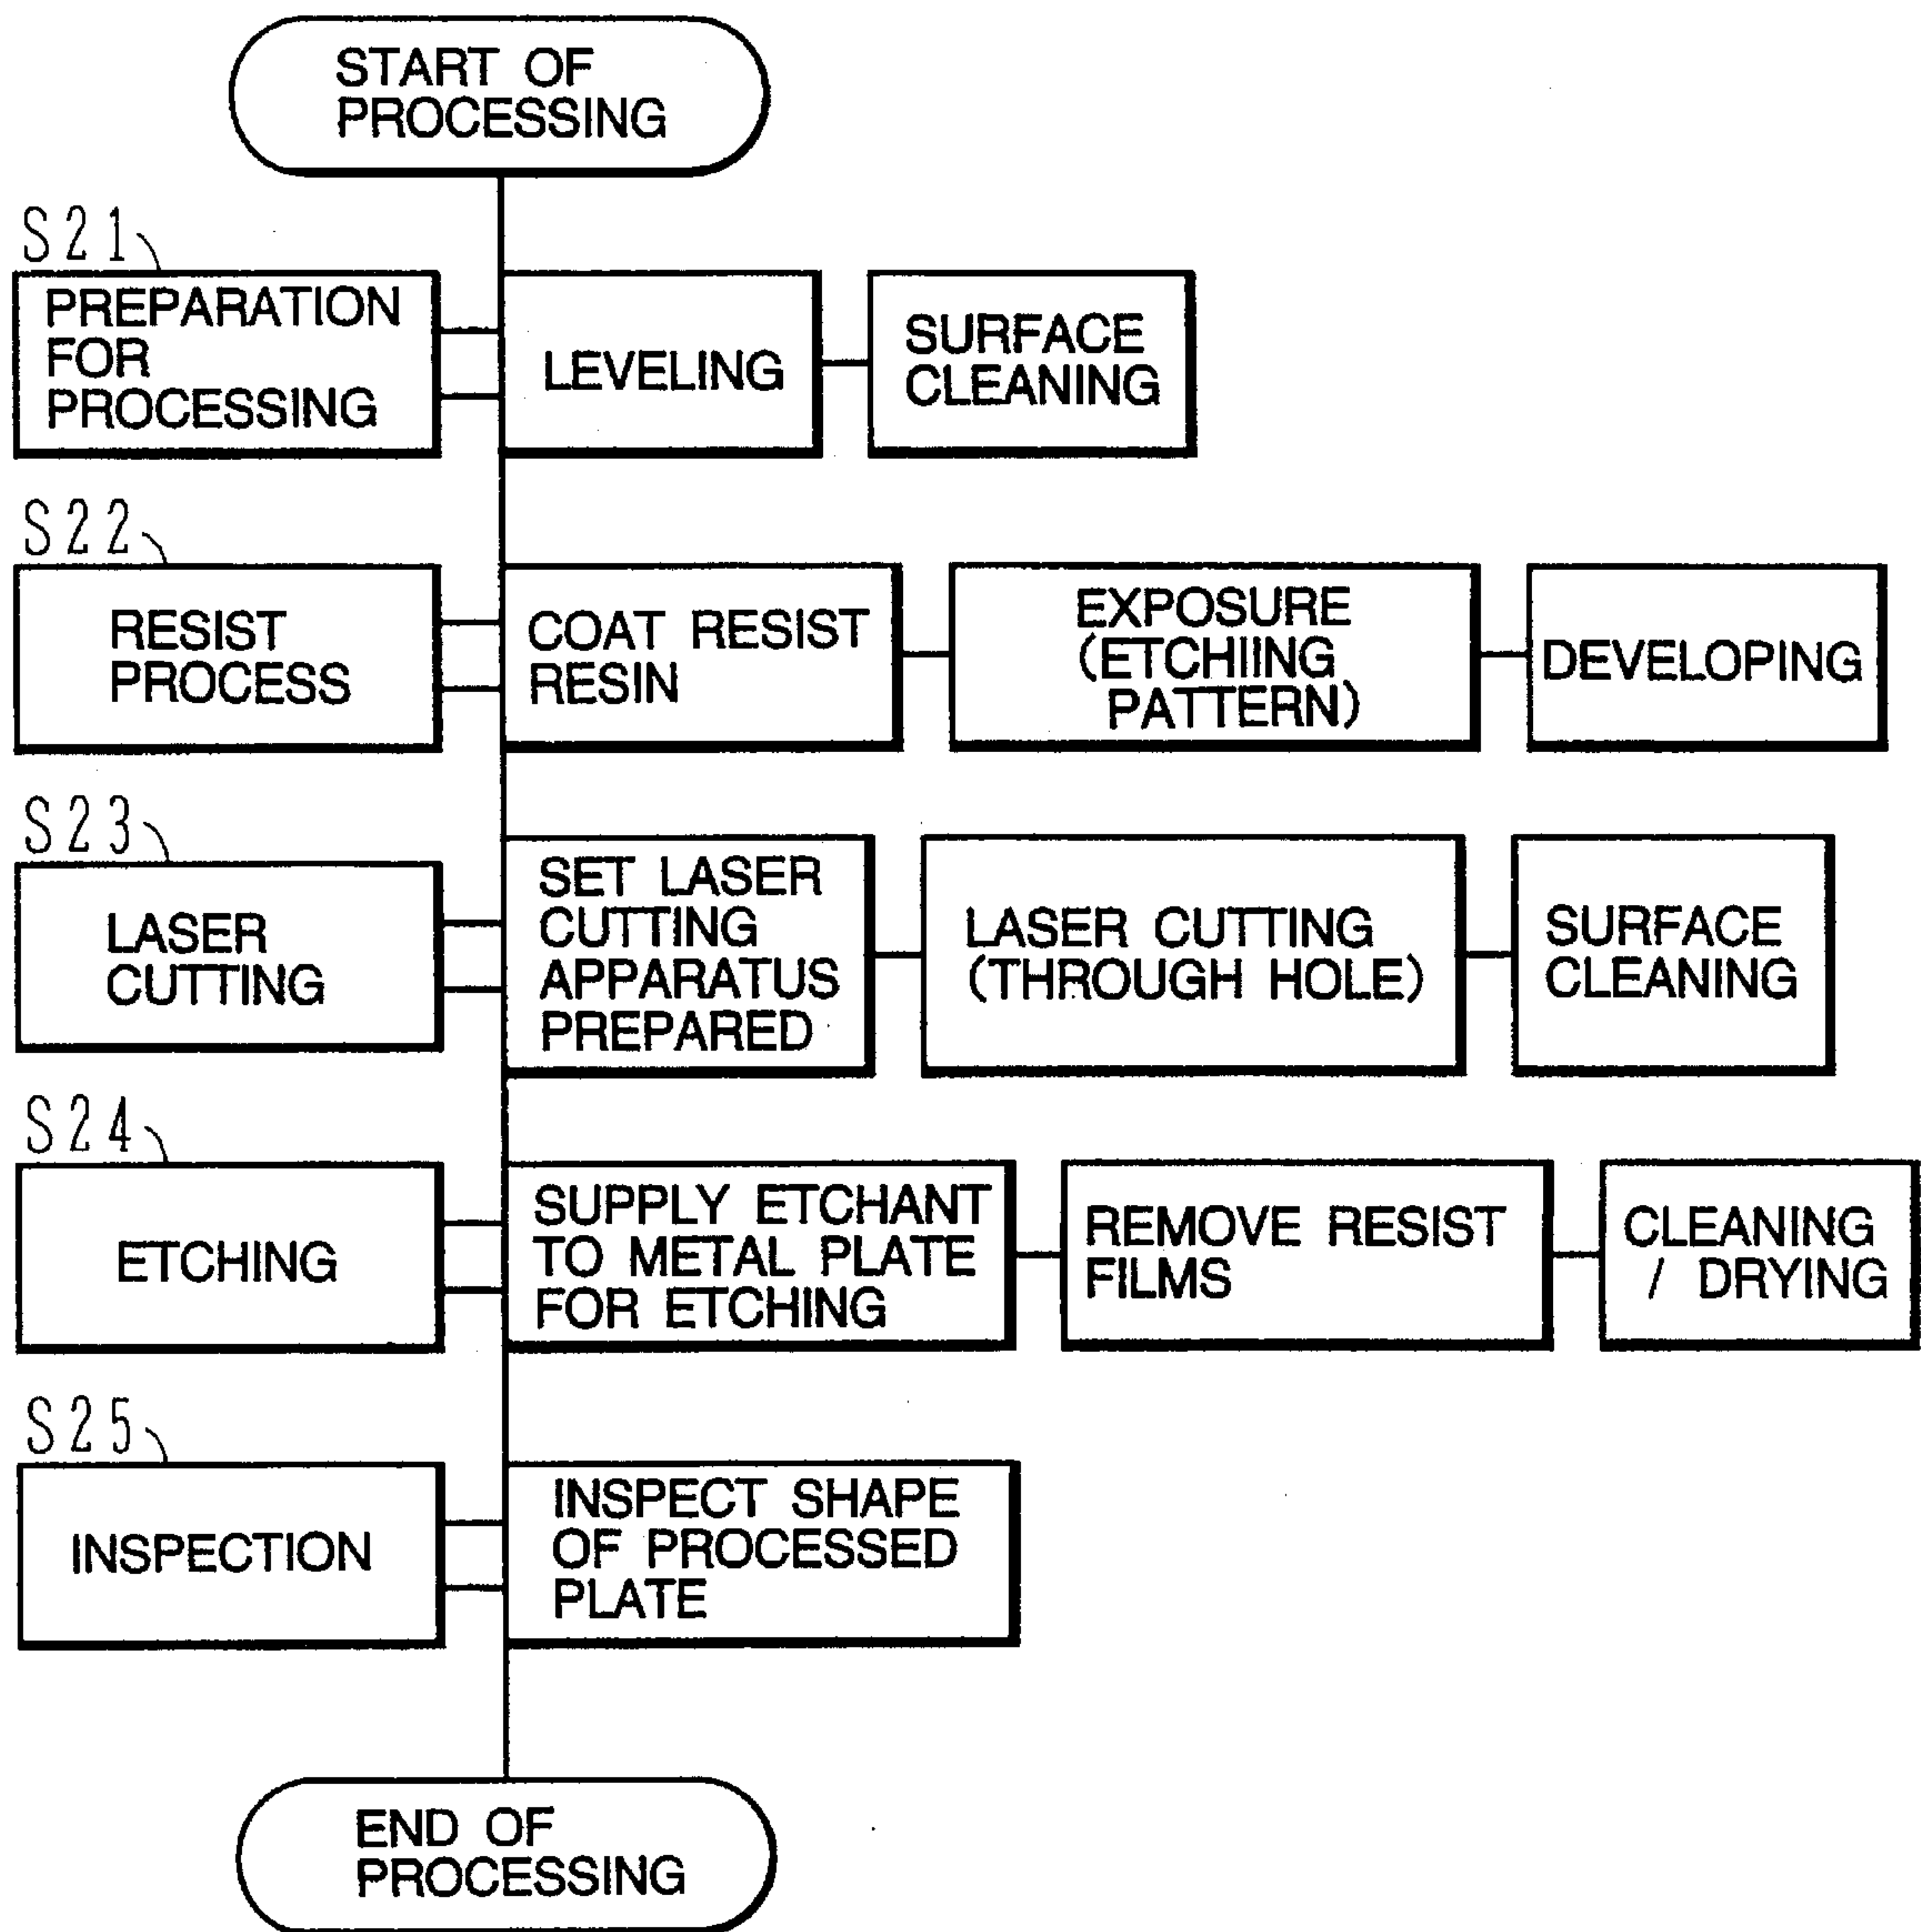 START OF
PROCESSING
S21
PREPARATION
FOR
PROCESSING
LEVELING
SURFACE
CLEANING
S22
RESIST
PROCESS
COAT RESIST
RESIN
EXPOSURE
(ETCHIING
PATTERN)
DEVELOPING
S23
LASER
CUTTING
SET LASER
CUTTING
APPARATUS
PREPARED
LASER CUTTING
(THROUGH HOLE)
SURFACE
CLEANING
S24
ETCHING
SUPPLY ETCHANT
TO METAL PLATE
FOR ETCHING
REMOVE RESIST
FILMS
CLEANING
/ DRYING
S25
INSPECTION
INSPECT SHAPE
OF PROCESSED
PLATE
END OF
PROCESSING